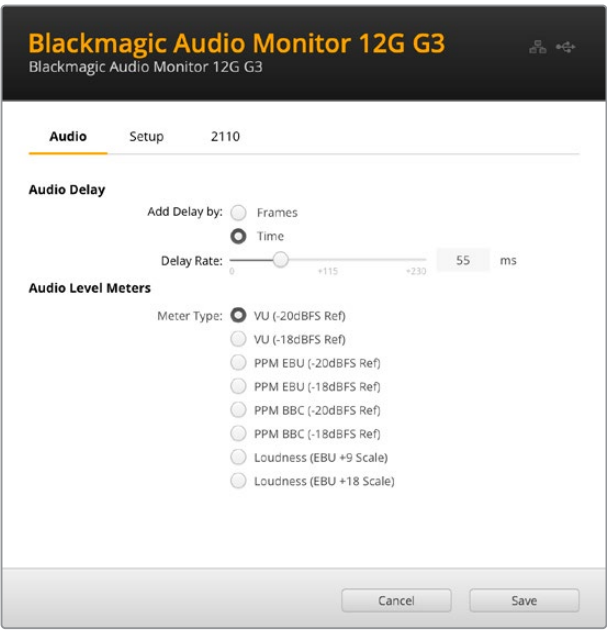 Blackmagic Audio Monitor 12G G3
Blackmagic Audio Monitor 12G G3
Audio Setup 2110
Audio Delay
Add Delay by: Frames
Time
Delay Rate: 55 ms
0 +115 +230
Audio Level Meters
Meter Type: VU (-20dBFS Ref)
VU (-18dBFS Ref)
PPM EBU (-20dBFS Ref)
PPM EBU (-18dBFS Ref)
PPM BBC (-20dBFS Ref)
PPM BBC (-18dBFS Ref)
Loudness (EBU +9 Scale)
Loudness (EBU +18 Scale)
Cancel Save